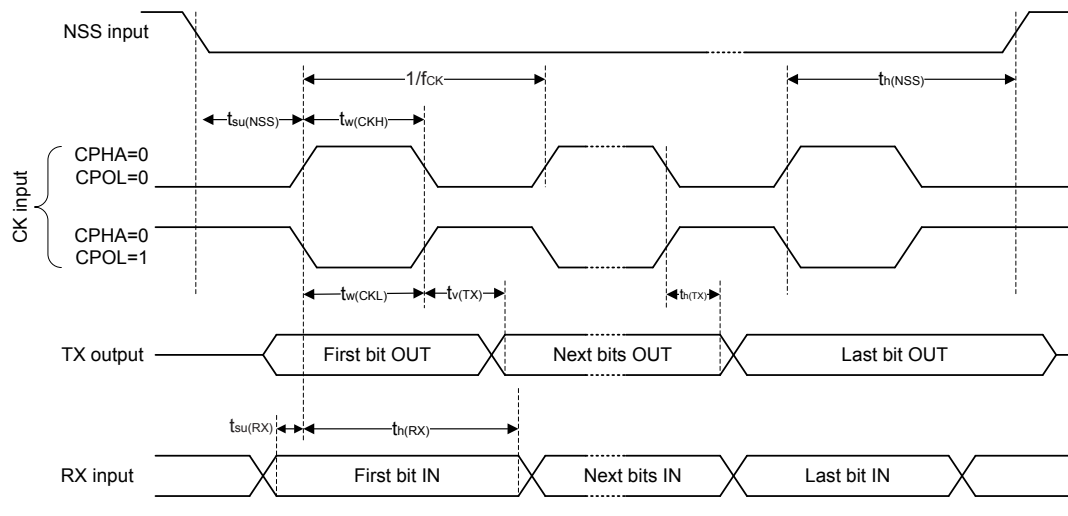 NSS input
1/fCK
th(NSS)
tsu(NSS)
tw(CKH)
CK input
CPHA=0
CPOL=0
CPHA=0
CPOL=1
tw(CKL)
tv(TX)
th(TX)
TX output
First bit OUT
Next bits OUT
Last bit OUT
tsu(RX)
th(RX)
RX input
First bit IN
Next bits IN
Last bit IN